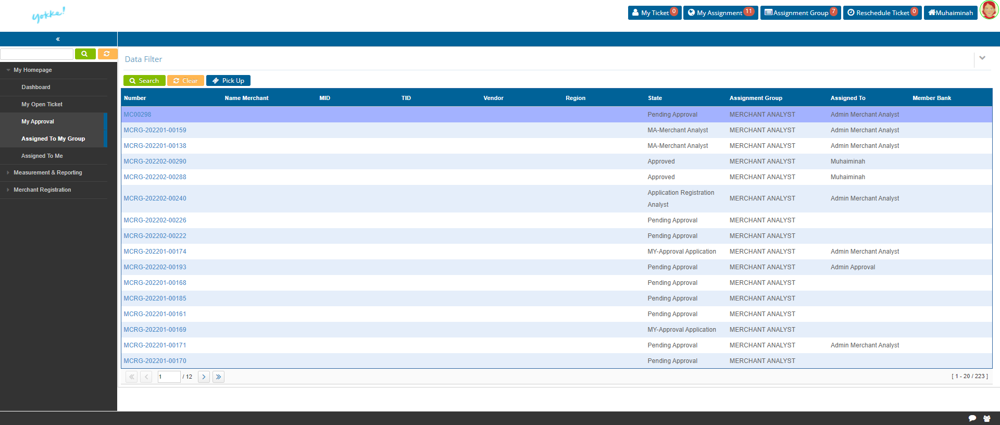 yokke!
My Ticket 0 My Assignment 11 Assignment Group 7 Reschedule Ticket 0 Muhaiminah
Data Filter
My Homepage
Dashboard
My Open Ticket
My Approval
Assigned To My Group
Assigned To Me
Measurement & Reporting
Merchant Registration
Search Clear Pick Up
Number Name Merchant MID TID Vendor Region State Assignment Group Assigned To Member Bank
MC00298 Pending Approval MERCHANT ANALYST Admin Merchant Analyst
MCRG-202201-00159 MA-Merchant Analyst MERCHANT ANALYST Admin Merchant Analyst
MCRG-202201-00138 MA-Merchant Analyst MERCHANT ANALYST Admin Merchant Analyst
MCRG-202202-00290 Approved MERCHANT ANALYST Muhaiminah
MCRG-202202-00288 Approved MERCHANT ANALYST Muhaiminah
MCRG-202202-00240 Application Registration Analyst MERCHANT ANALYST Admin Merchant Analyst
MCRG-202202-00226 Pending Approval MERCHANT ANALYST
MCRG-202202-00222 Pending Approval MERCHANT ANALYST
MCRG-202201-00174 MY-Approval Application MERCHANT ANALYST Admin Merchant Analyst
MCRG-202202-00193 Pending Approval MERCHANT ANALYST Admin Approval
MCRG-202201-00168 Pending Approval MERCHANT ANALYST
MCRG-202201-00185 Pending Approval MERCHANT ANALYST
MCRG-202201-00161 Pending Approval MERCHANT ANALYST
MCRG-202201-00169 MY-Approval Application MERCHANT ANALYST
MCRG-202201-00171 Pending Approval MERCHANT ANALYST Admin Merchant Analyst
MCRG-202201-00170 Pending Approval MERCHANT ANALYST
1 / 12 [ 1 - 20 / 223 ]